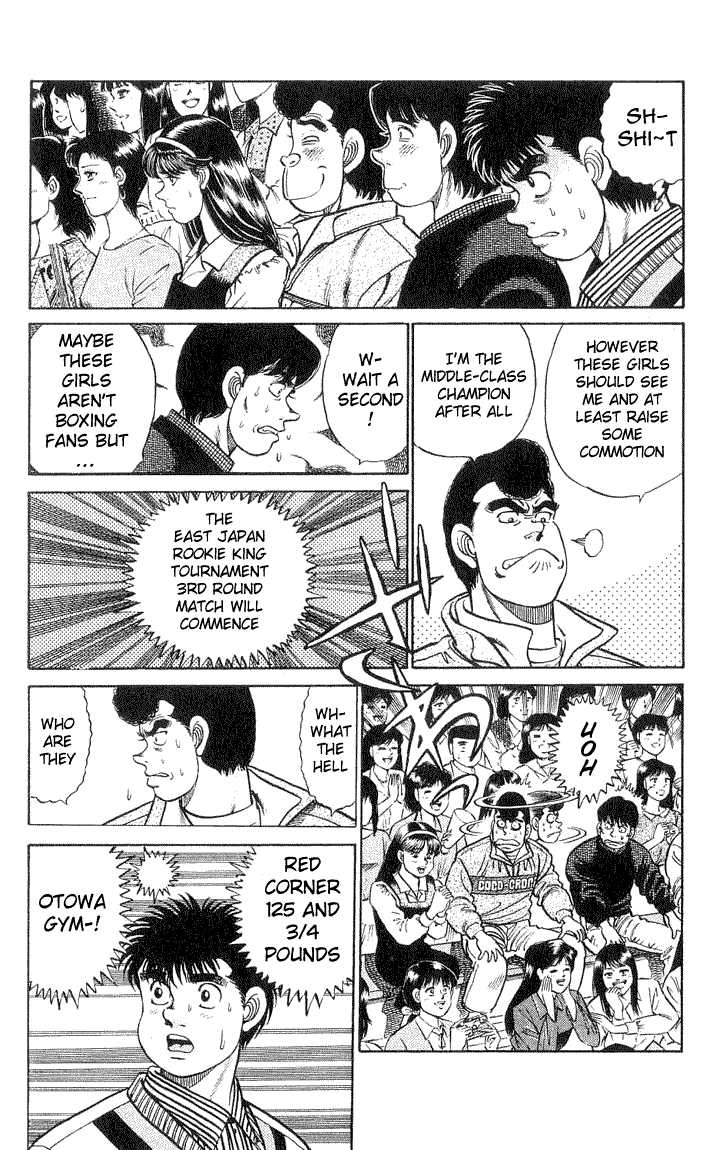 SH-
SHI~T
HOWEVER
THESE GIRLS
SHOULD SEE
ME AND AT
LEAST RAISE
SOME
COMMOTION
I'M THE
MIDDLE-CLASS
CHAMPION
AFTER ALL
W-
WAIT A
SECOND
!
MAYBE
THESE
GIRLS
AREN'T
BOXING
FANS BUT
...
THE
EAST JAPAN
ROOKIE KING
TOURNAMENT
3RD ROUND
MATCH WILL
COMMENCE
UOH
WH-
WHAT
THE
HELL
WHO
ARE
THEY
RED
CORNER
125 AND
3/4
POUNDS
OTOWA
GYM-!